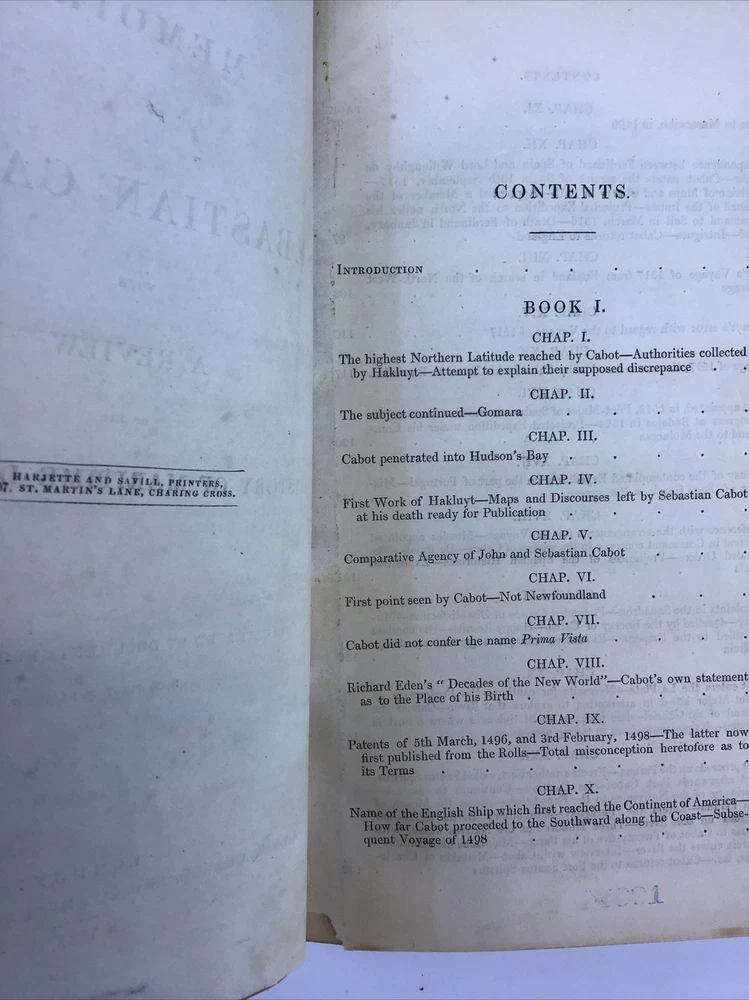 HARJETTE AND SAVILL, PRINTERS,
7. ST. MARTIN'S LANE, CHARING CROSS.
CONTENTS.
INTRODUCTION
BOOK I.
CHAP. I.
The highest Northern Latitude reached by Cabot—Authorities collected
by Hakluyt—Attempt to explain their supposed discrepance
CHAP. II.
The subject continued—Gomara
CHAP. III.
Cabot penetrated into Hudson's Bay
CHAP. IV.
First Work of Hakluyt—Maps and Discourses left by Sebastian Cabot
at his death ready for Publication
CHAP. V.
Comparative Agency of John and Sebastian Cabot
CHAP. VI.
First point seen by Cabot—Not Newfoundland
CHAP. VII.
Cabot did not confer the name Prima Vista
CHAP. VIII.
Richard Eden's "Decades of the New World"—Cabot's own statement
as to the Place of his Birth
CHAP. IX.
Patents of 5th March, 1496, and 3rd February, 1498—The latter now
first published from the Rolls—Total misconception heretofore as to
its Terms
CHAP. X.
Name of the English Ship which first reached the Continent of America—
How far Cabot proceeded to the Southward along the Coast—Subse-
quent Voyage of 1498